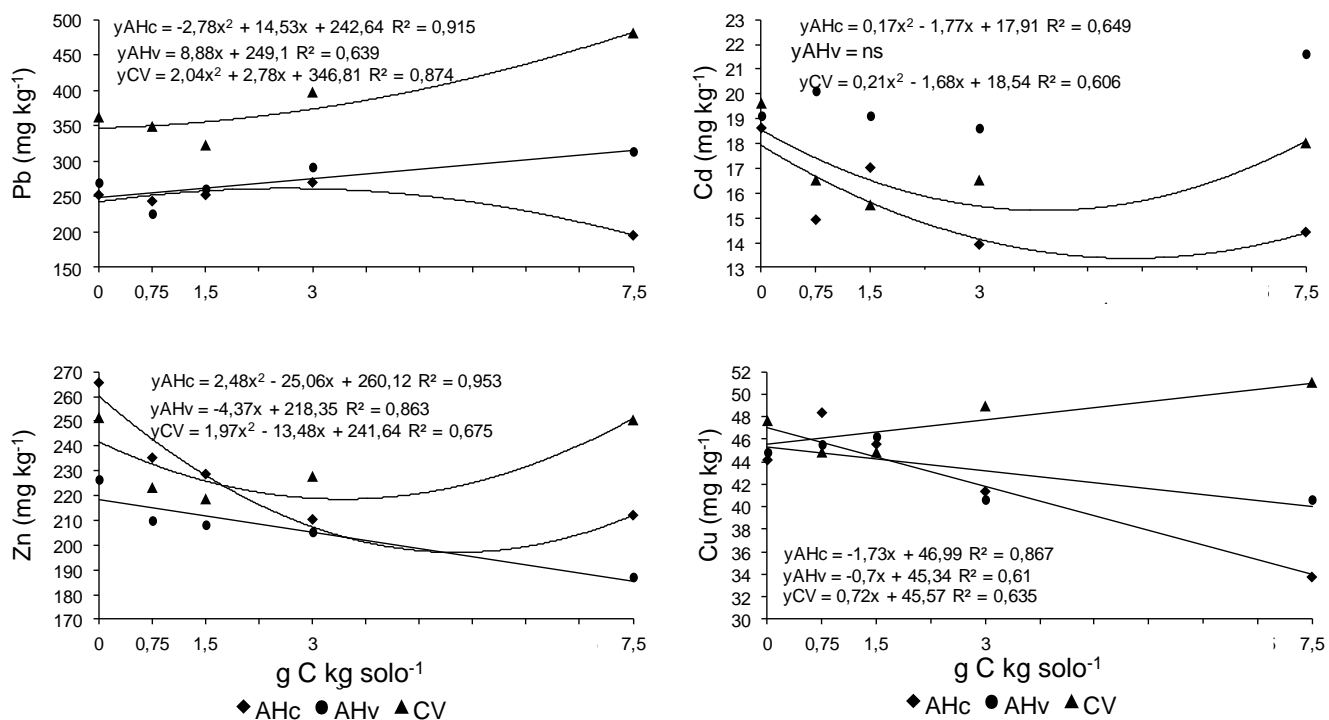 yAHc = -2,78x² + 14,53x + 242,64 R² = 0,915
yAHv = 8,88x + 249,1 R² = 0,639
yCV = 2,04x² + 2,78x + 346,81 R² = 0,874
Pb (mg kg⁻¹)
500
450
400
350
300
250
200
150
0 0,75 1,5 3 7,5
yAHc = 0,17x² - 1,77x + 17,91 R² = 0,649
yAHv = ns
yCV = 0,21x² - 1,68x + 18,54 R² = 0,606
Cd (mg kg⁻¹)
23
22
21
20
19
18
17
16
15
14
13
0 0,75 1,5 3 7,5
yAHc = 2,48x² - 25,06x + 260,12 R² = 0,953
yAHv = -4,37x + 218,35 R² = 0,863
yCV = 1,97x² - 13,48x + 241,64 R² = 0,675
Zn (mg kg⁻¹)
270
260
250
240
230
220
210
200
190
180
170
0 0,75 1,5 3 7,5
g C kg solo⁻¹
AHc AHv CV
Cu (mg kg⁻¹)
52
50
48
46
44
42
40
38
36
34
32
30
yAHc = -1,73x + 46,99 R² = 0,867
yAHv = -0,7x + 45,34 R² = 0,61
yCV = 0,72x + 45,57 R² = 0,635
0 0,75 1,5 3 7,5
g C kg solo⁻¹
AHc AHv CV